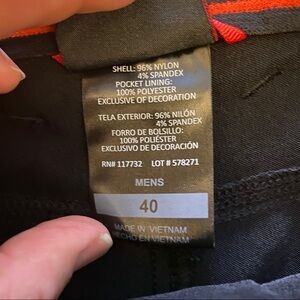 SHELL: 96% NYLON
4% SPANDEX
POCKET LINING:
100% POLYESTER
EXCLUSIVE OF DECORATION
TELA EXTERIOR: 96% NILÓN
4% SPANDEX
FORRO DE BOLSILLO:
100% POLIÉSTER
EXCLUSIVO DE DECORACIÓN
RN# 117732 LOT # 578271
MENS
40
MADE IN VIETNAM
HECHO EN VIETNAM